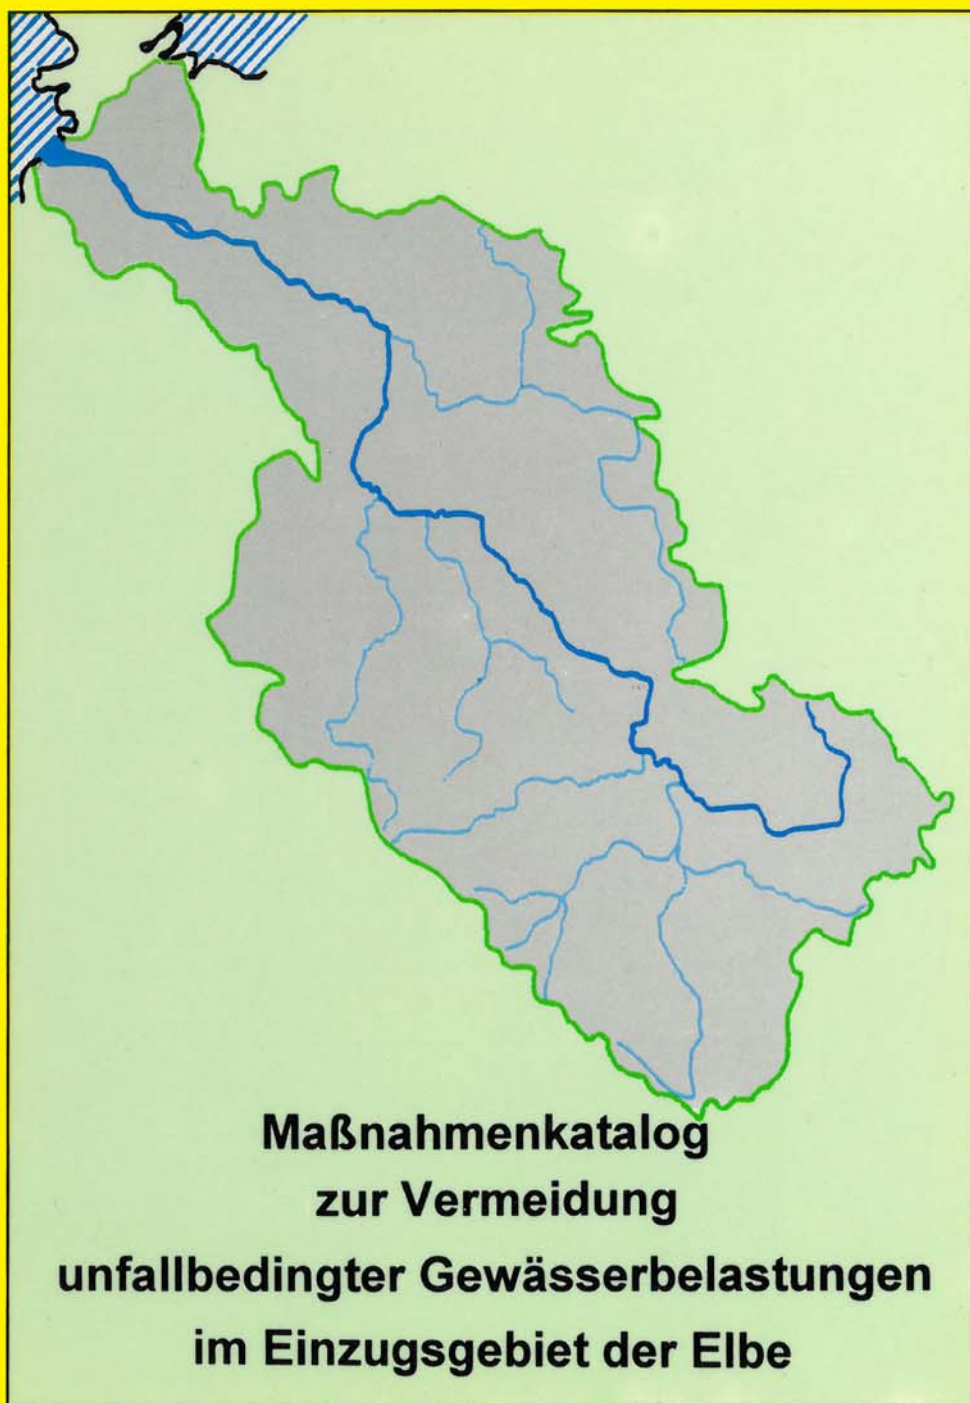 Maßnahmenkatalog
zur Vermeidung
unfallbedingter Gewässerbelastungen
im Einzugsgebiet der Elbe